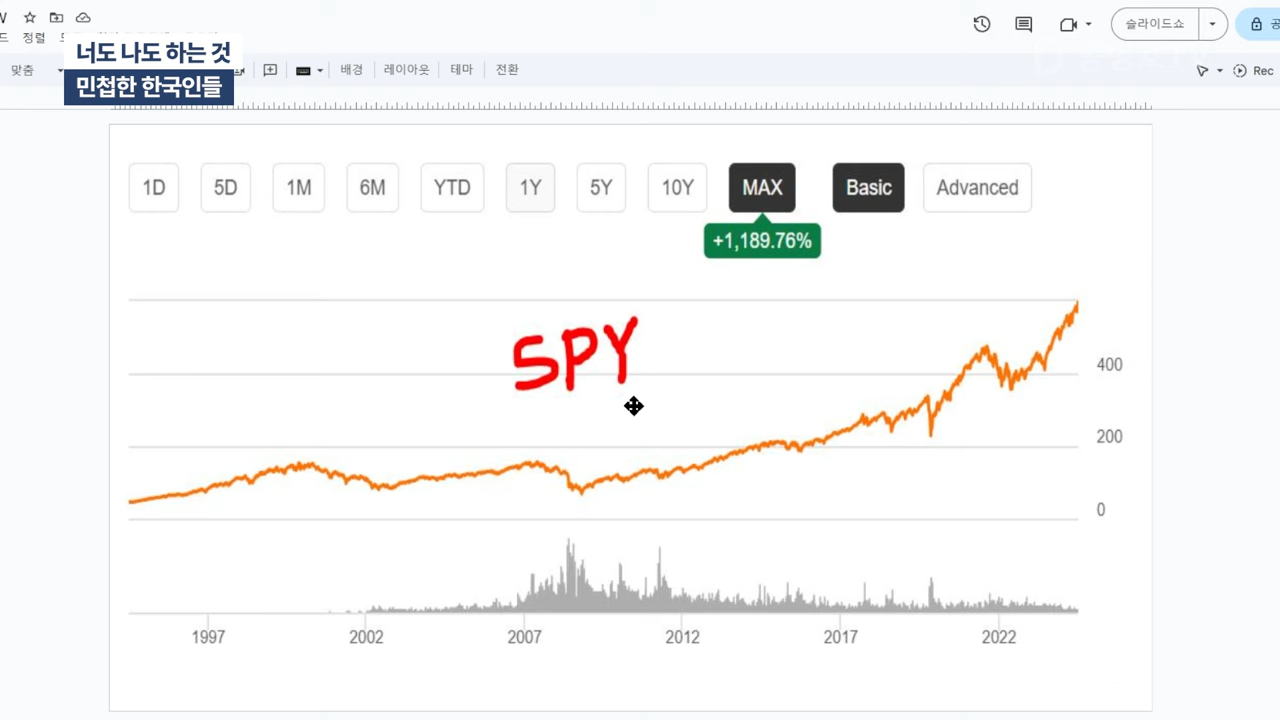 슬라이드쇼
정렬
너도 나도 하는 것
민첩한 한국인들
맞춤
배경
레이아웃
테마
전환
Rec
1D
5D
1M
6M
YTD
1Y
5Y
10Y
MAX
Basic
Advanced
+1,189.76%
SPY
400
200
0
1997
2002
2007
2012
2017
2022